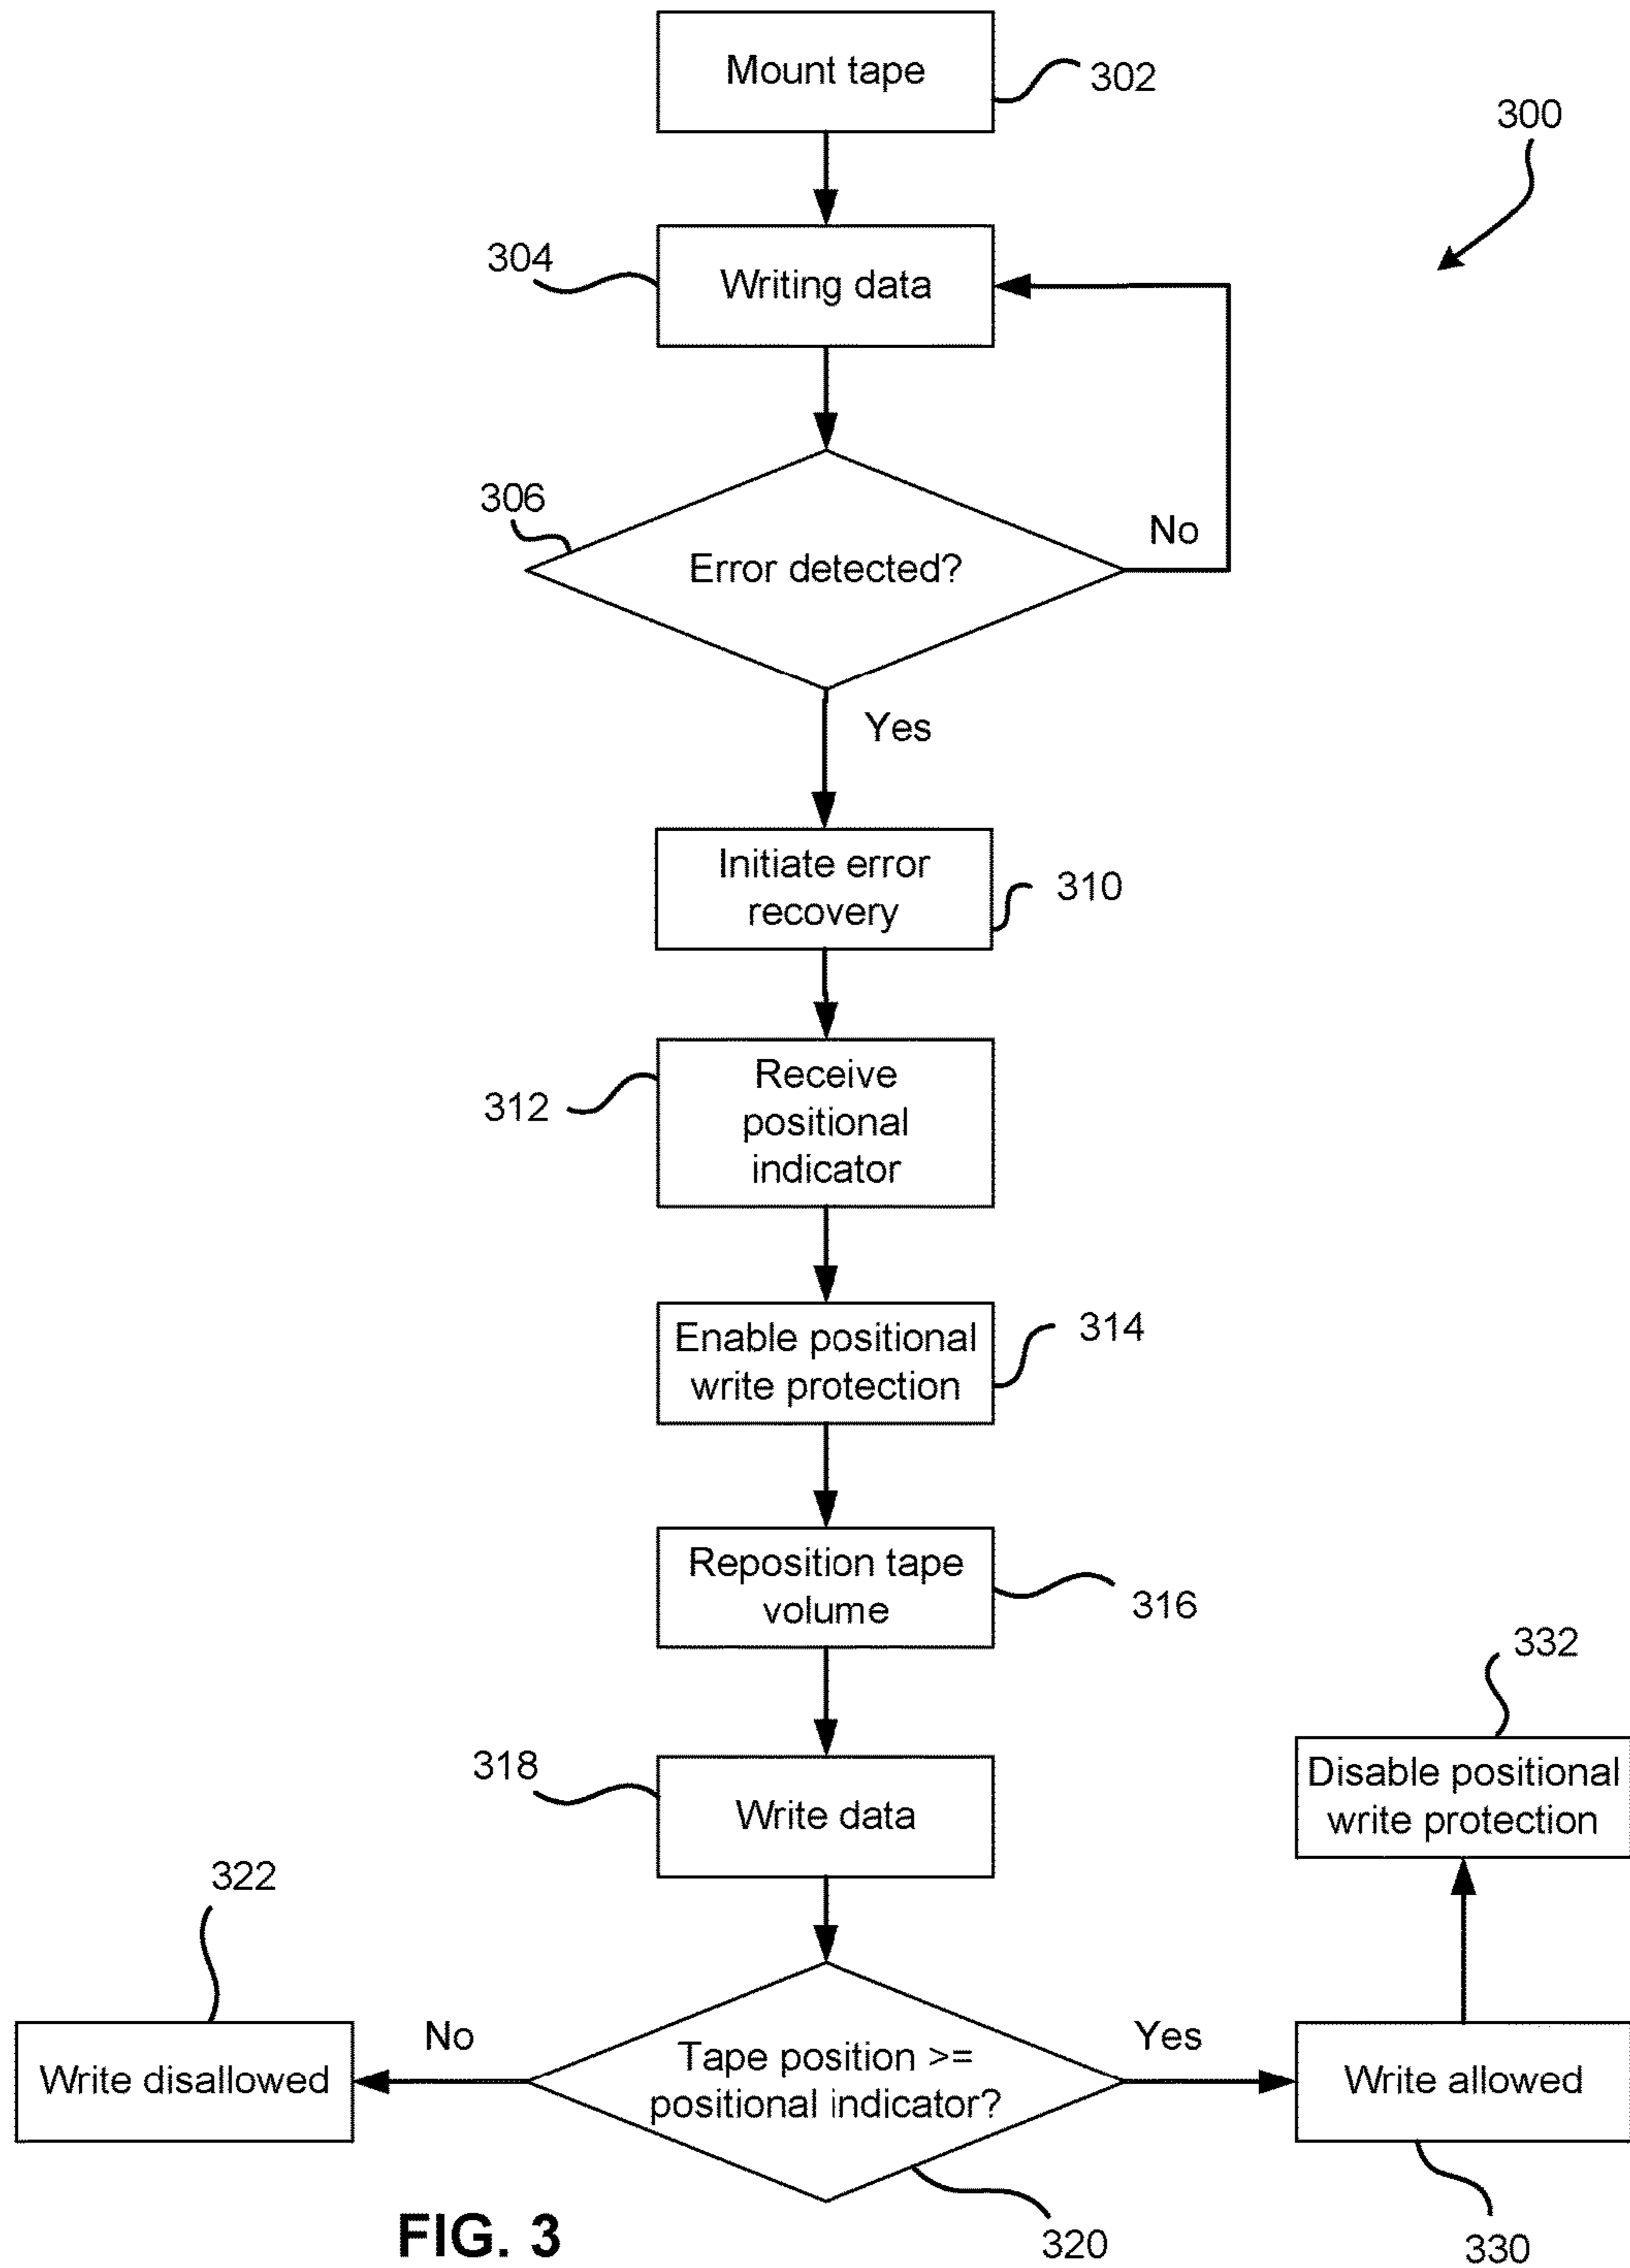 Mount tape
302
300
304
Writing data
306
Error detected?
No
Yes
Initiate error
recovery
310
312
Receive
positional
indicator
Enable positional
write protection
314
Reposition tape
volume
316
332
318
Write data
Disable positional
write protection
322
No
Yes
Write disallowed
Tape position >=
positional indicator?
Write allowed
320
330
FIG. 3